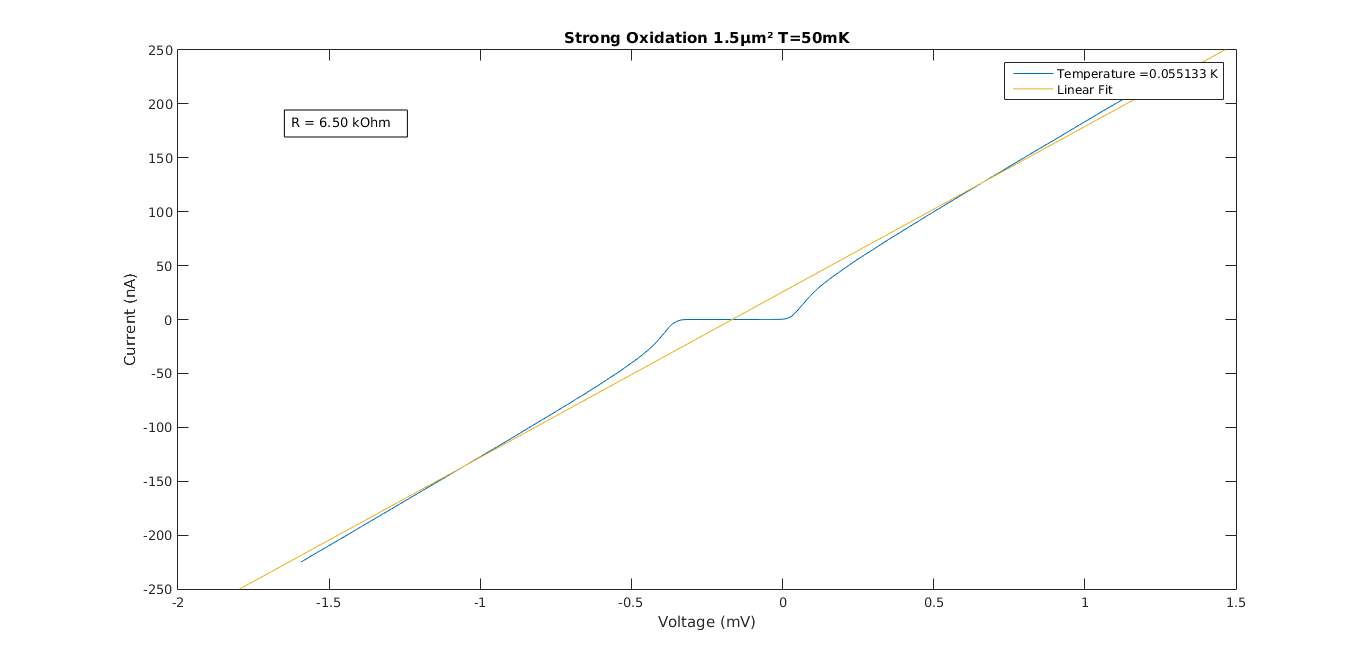 Strong Oxidation 1.5μm² T=50mK
250
200
150
100
50
0
-50
-100
-150
-200
-250
Current (nA)
R = 6.50 kOhm
Temperature =0.055133 K
Linear Fit
-2 -1.5 -1 -0.5 0 0.5 1 1.5
Voltage (mV)